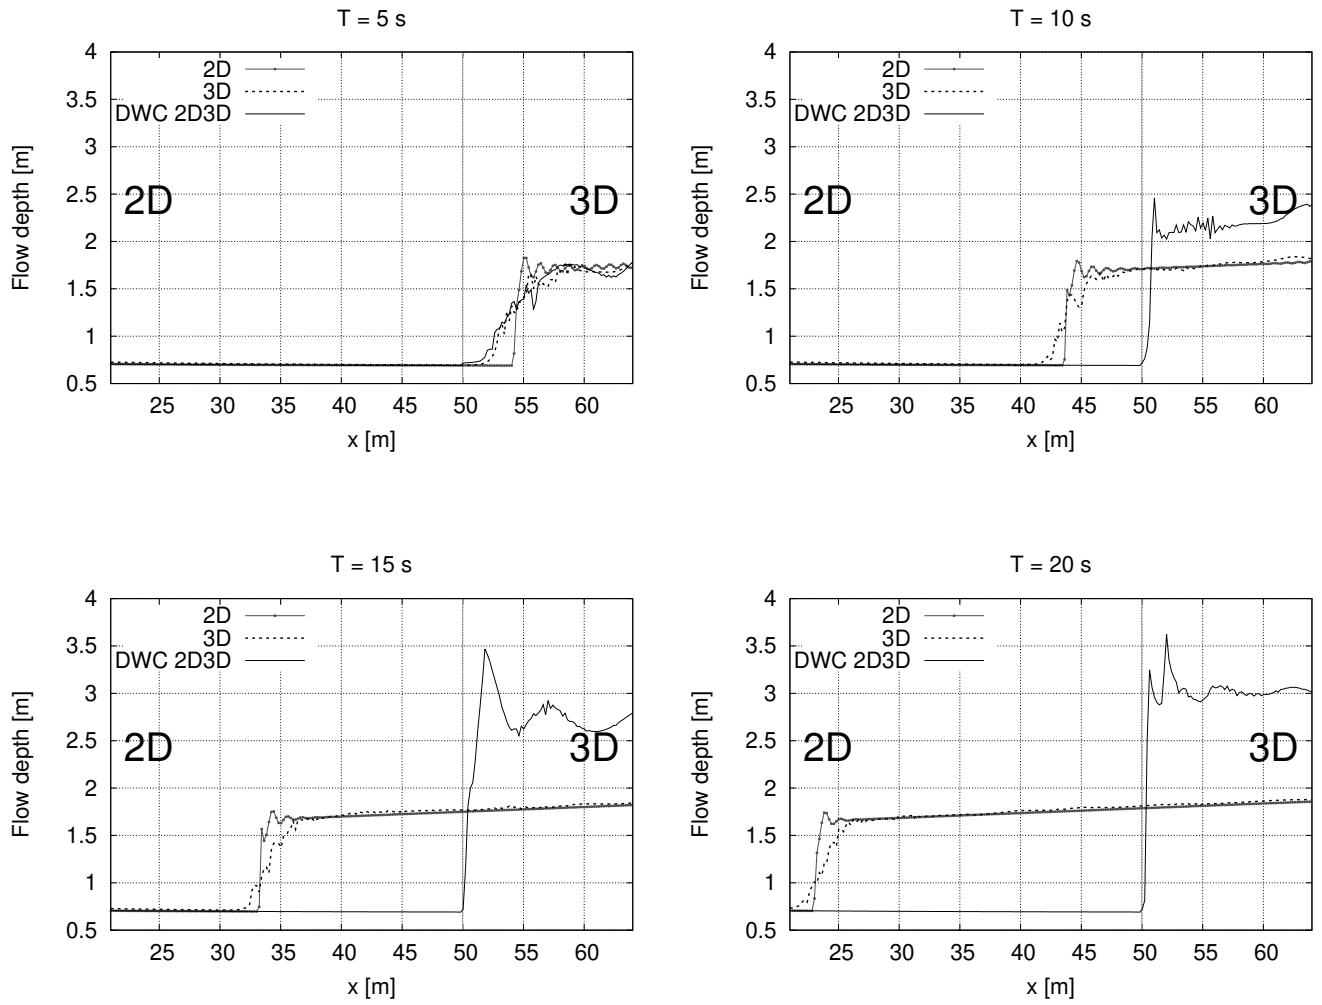 T = 5 s
4
3.5
3
2.5
2
1.5
1
0.5
Flow depth [m]
2D
3D
DWC 2D3D
2D
3D
25 30 35 40 45 50 55 60
x [m]
T = 10 s
4
3.5
3
2.5
2
1.5
1
0.5
Flow depth [m]
2D
3D
DWC 2D3D
2D
3D
25 30 35 40 45 50 55 60
x [m]
T = 15 s
4
3.5
3
2.5
2
1.5
1
0.5
Flow depth [m]
2D
3D
DWC 2D3D
2D
3D
25 30 35 40 45 50 55 60
x [m]
T = 20 s
4
3.5
3
2.5
2
1.5
1
0.5
Flow depth [m]
2D
3D
DWC 2D3D
2D
3D
25 30 35 40 45 50 55 60
x [m]